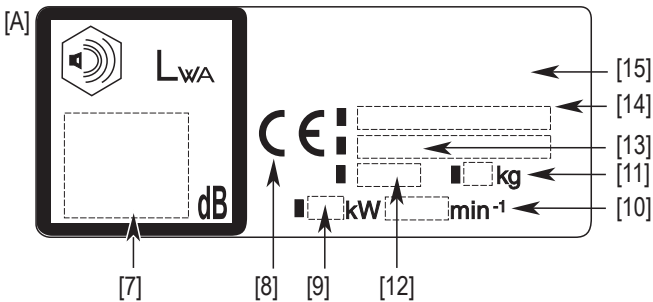 [A]
LWA
[15]
[14]
CE
[13]
kg [11]
dB
kW min-1 [10]
[7] [8] [9] [12]